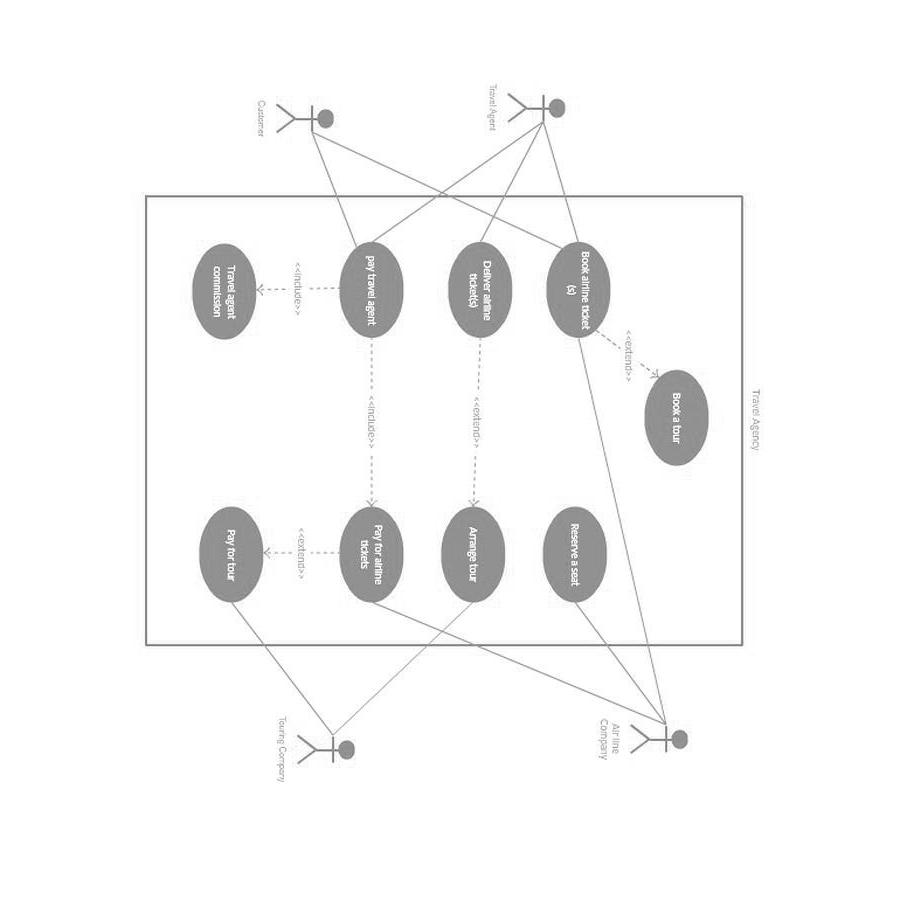 Travel Agency
Book a tour
<<extend>>
Travel Agent
Book airline ticket
(s)
Reserve a seat
Air line
Company
Deliver airline
ticket(s)
<<extend>>
Arrange tour
Customer
pay travel agent
<<include>>
Pay for airline
tickets
<<include>>
<<extend>>
Travel agent
commission
Pay for tour
Touring Company